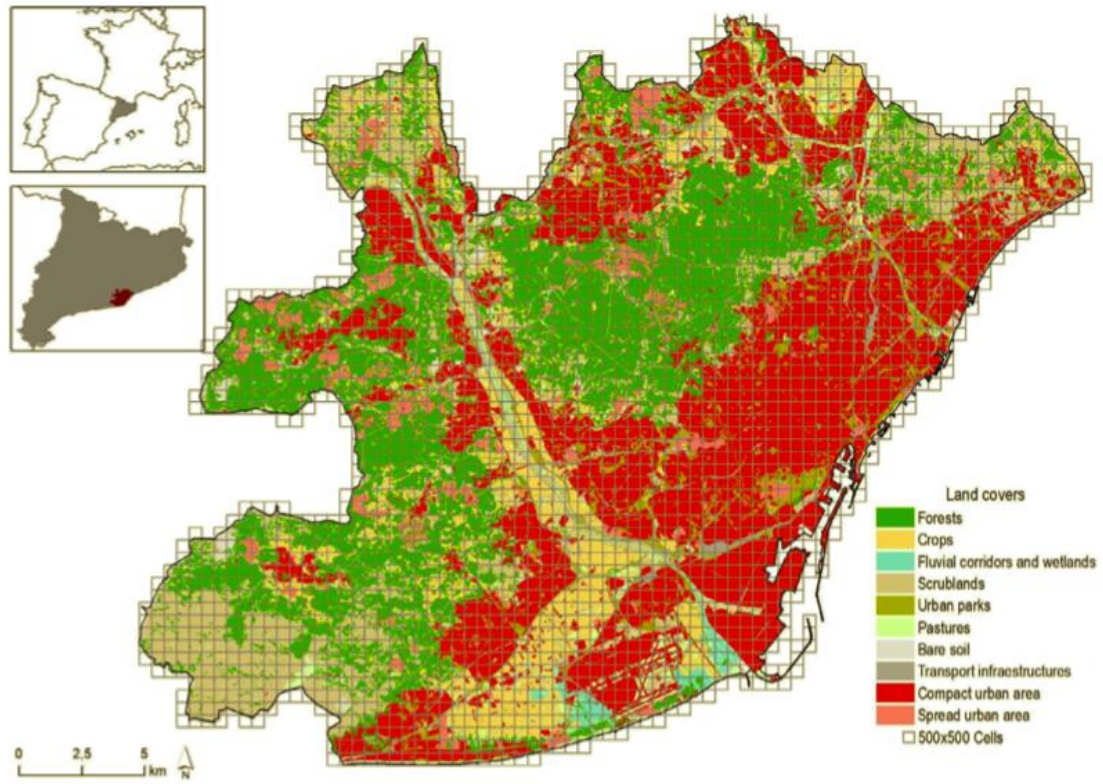 Land covers
Forests
Crops
Fluvial corridors and wetlands
Scrublands
Urban parks
Pastures
Bare soil
Transport infraestructures
Compact urban area
Spread urban area
500x500 Cells
0 2,5 5
km
N